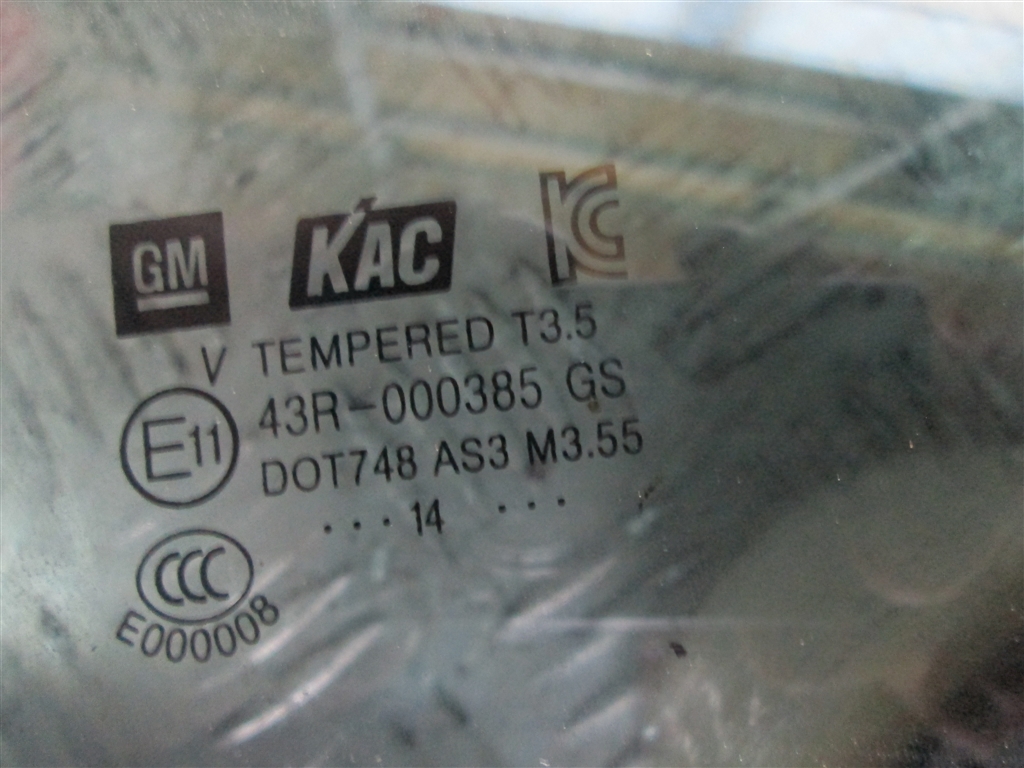 GM KAC KC
V TEMPERED T3.5
E11 43R-000385 GS
DOT748 AS3 M3.55
...14 ...
CCC
E000008